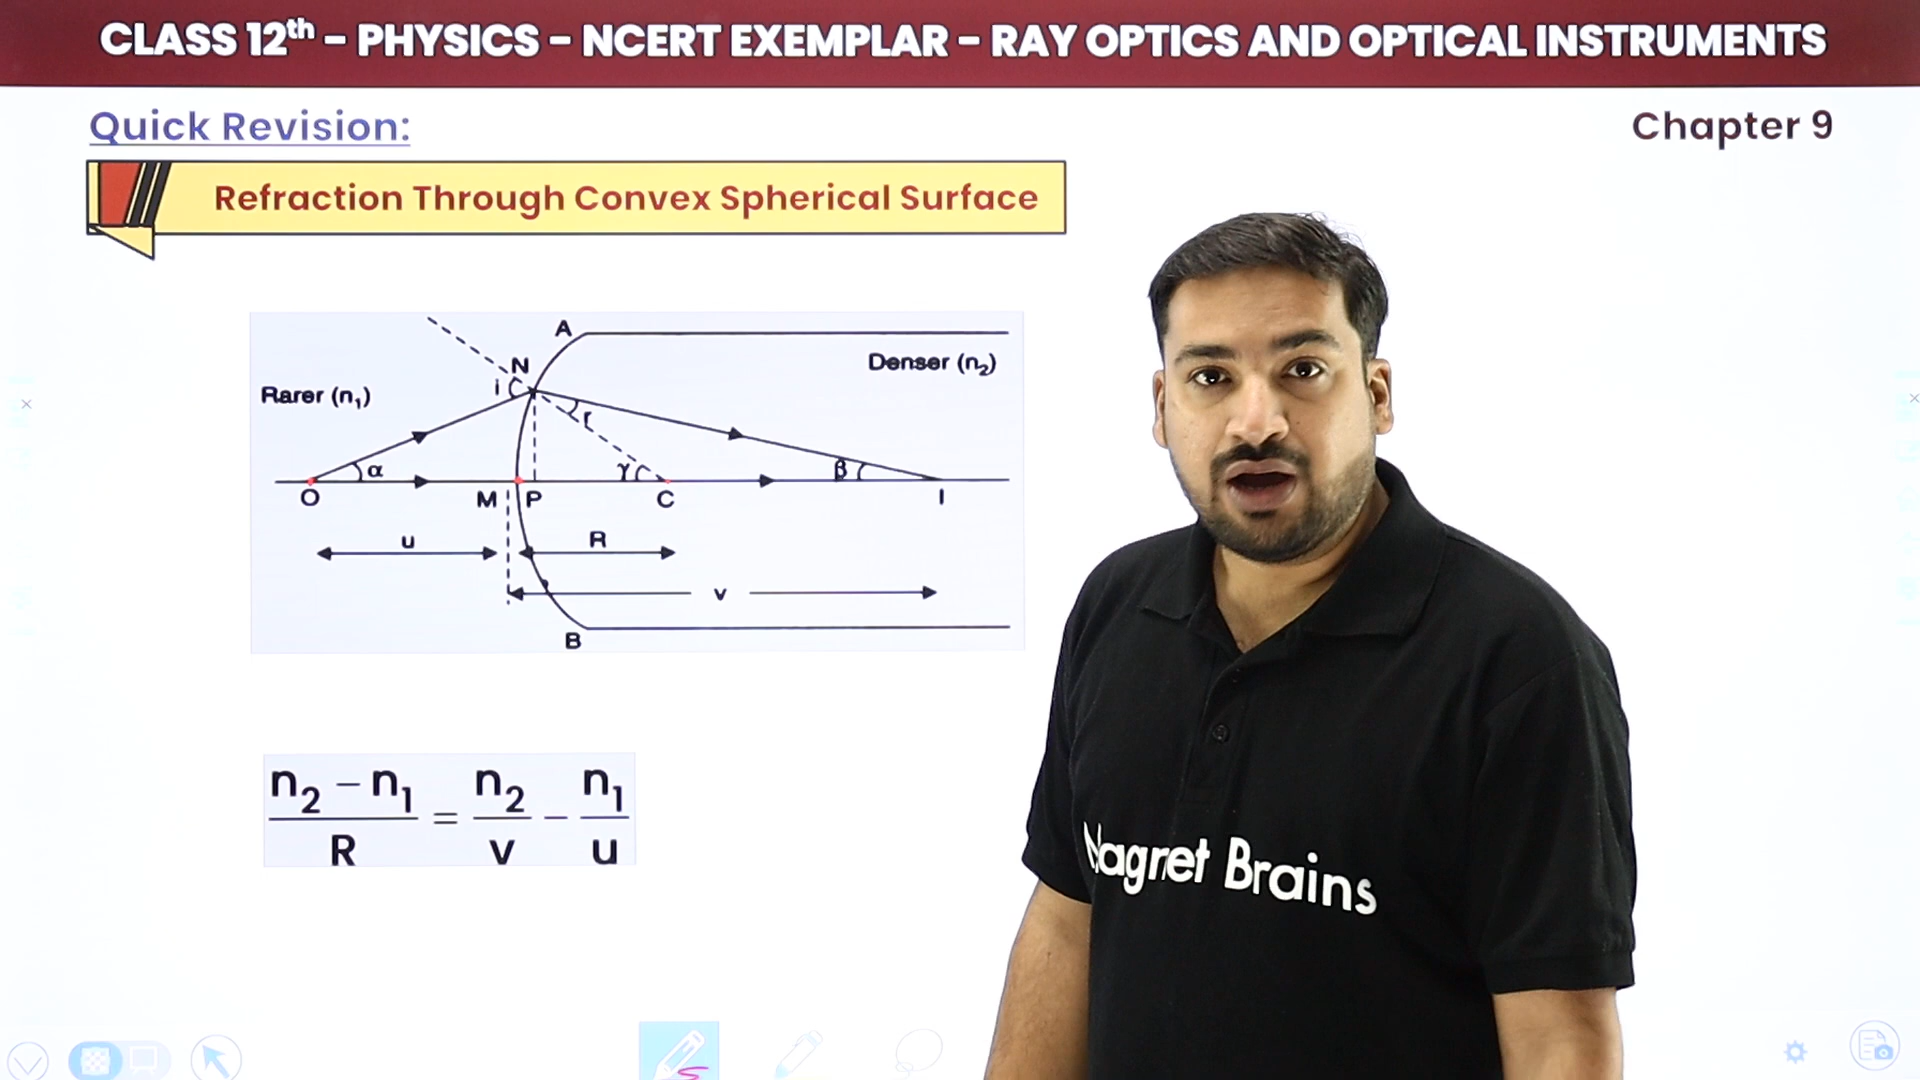 CLASS 12th - PHYSICS - NCERT EXEMPLAR - RAY OPTICS AND OPTICAL INSTRUMENTS
Quick Revision:
Chapter 9
Refraction Through Convex Spherical Surface
A
N
Denser (n₂)
i
Rarer (n₁)
r
α
γ
β
O
M
P
C
I
u
R
v
B
n₂ – n₁ / R = n₂ / v – n₁ / u
Magnet Brains